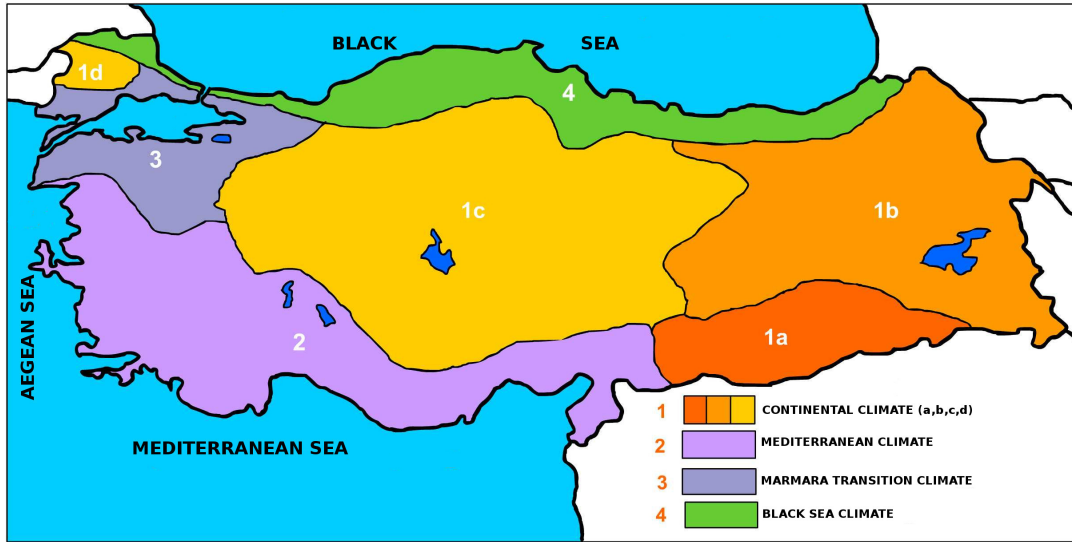 BLACK SEA
1d
4
3
1c
1b
AEGEAN SEA
2
1a
MEDITERRANEAN SEA
1 CONTINENTAL CLIMATE (a,b,c,d)
2 MEDITERRANEAN CLIMATE
3 MARMARA TRANSITION CLIMATE
4 BLACK SEA CLIMATE